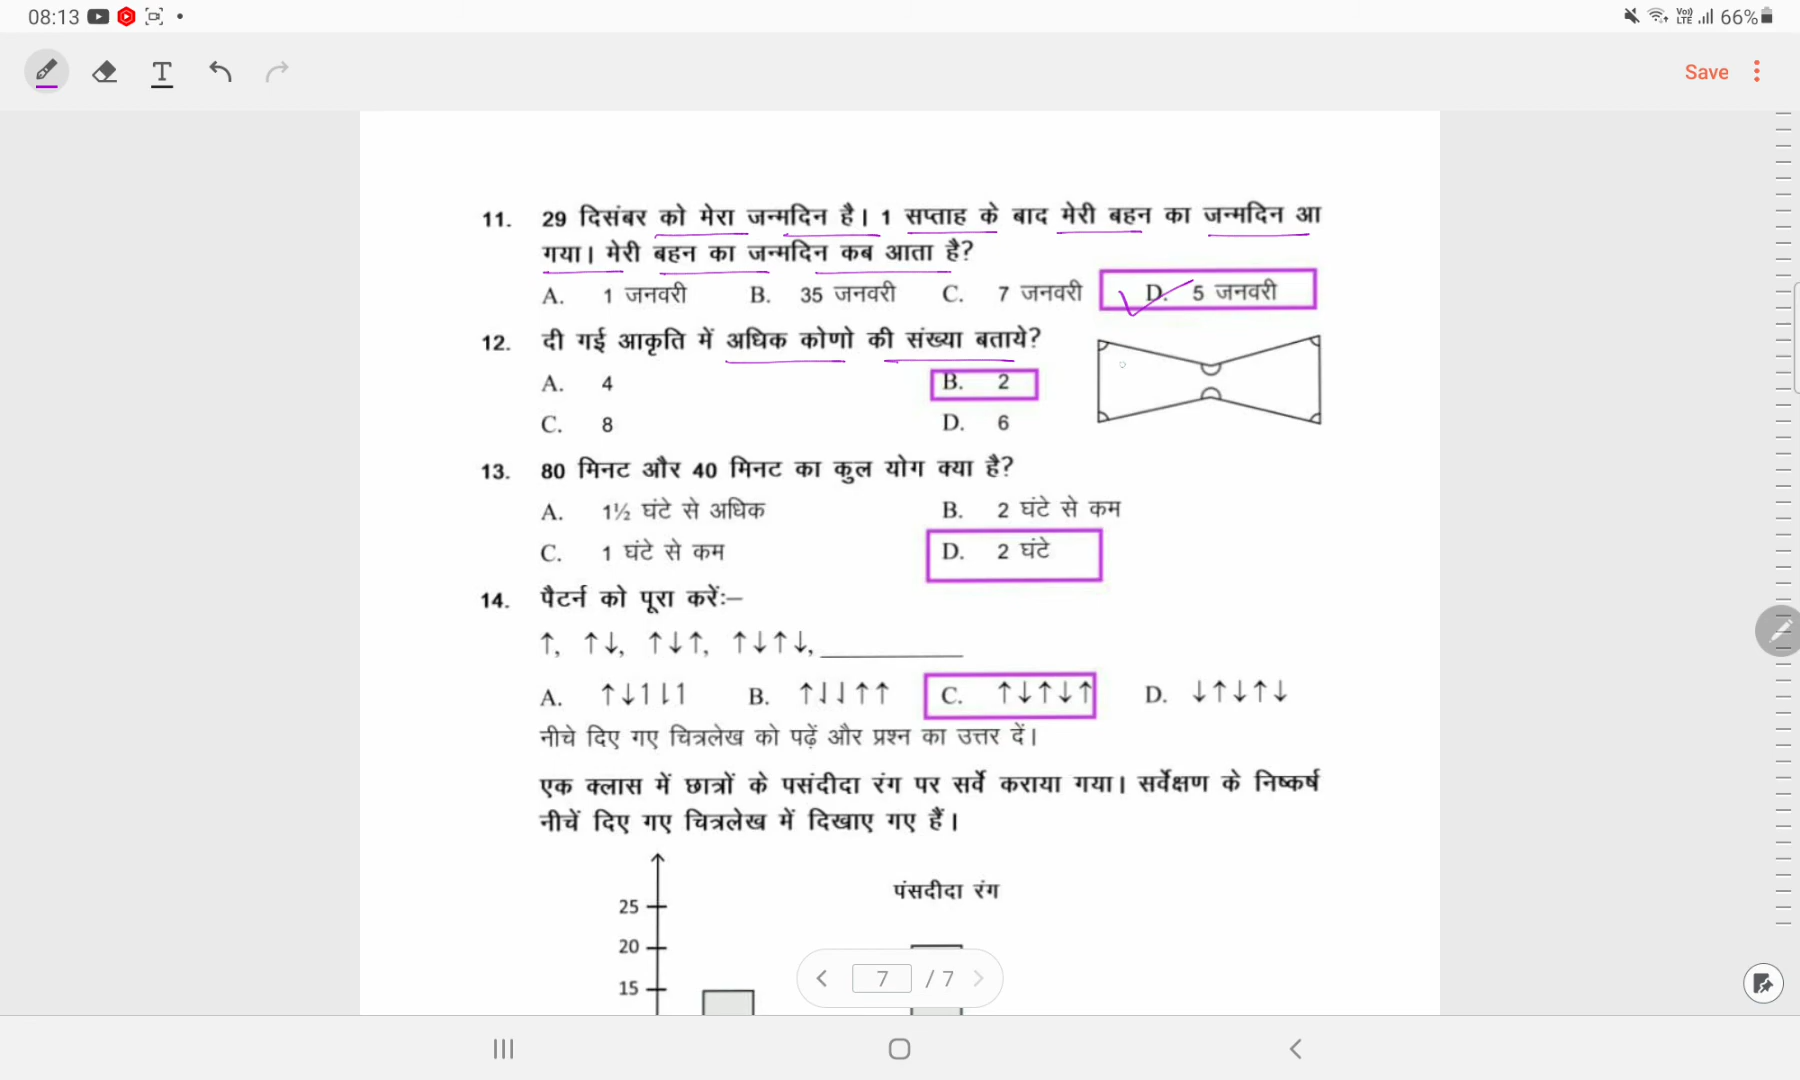 08:13
Vo)) LTE 66%
T
Save
11. 29 दिसंबर को मेरा जन्मदिन है। 1 सप्ताह के बाद मेरी बहन का जन्मदिन आ
गया। मेरी बहन का जन्मदिन कब आता है?
A. 1 जनवरी B. 35 जनवरी C. 7 जनवरी D. 5 जनवरी
12. दी गई आकृति में अधिक कोणो की संख्या बताये?
A. 4 B. 2
C. 8 D. 6
13. 80 मिनट और 40 मिनट का कुल योग क्या है?
A. 1½ घंटे से अधिक B. 2 घंटे से कम
C. 1 घंटे से कम D. 2 घंटे
14. पैटर्न को पूरा करें:–
↑, ↑↓, ↑↓↑, ↑↓↑↓, ________
A. ↑↓1⇂1 B. ↑⇃⇃↑↑ C. ↑↓↑↓↑ D. ↓↑↓↑↓
नीचे दिए गए चित्रलेख को पढ़ें और प्रश्न का उत्तर दें।
एक क्लास में छात्रों के पसंदीदा रंग पर सर्वे कराया गया। सर्वेक्षण के निष्कर्ष
नीचें दिए गए चित्रलेख में दिखाए गए हैं।
पंसदीदा रंग
25
20
15
7 / 7